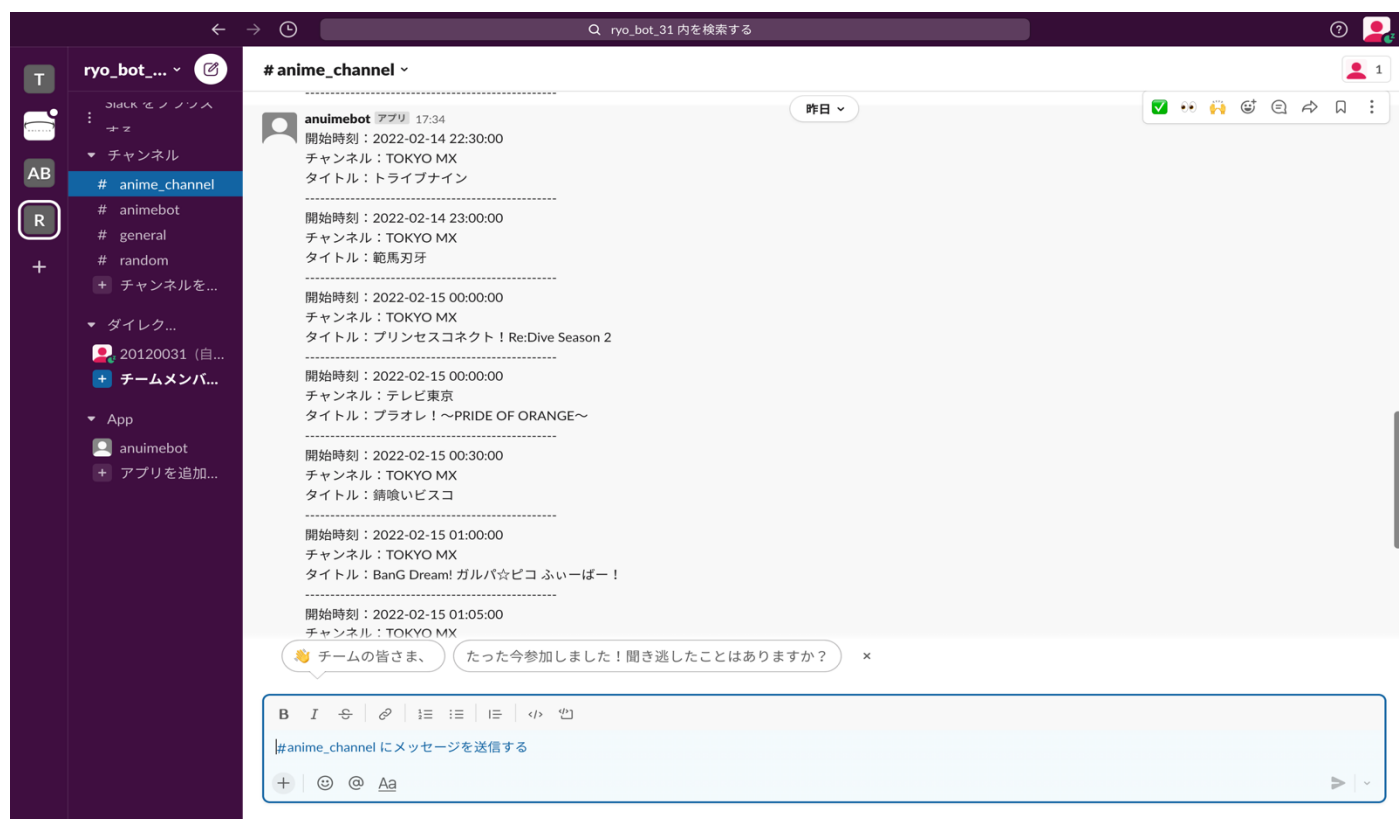 ryo_bot_31 内を検索する
T
AB
R
ryo_bot_...
チャンネル
# anime_channel
# animebot
# general
# random
+ チャンネルを...
ダイレク...
20120031（自...
+ チームメンバ...
App
anuimebot
+ アプリを追加...
# anime_channel
1
昨日
------------------------------------------------
anuimebot アプリ 17:34
開始時刻：2022-02-14 22:30:00
チャンネル：TOKYO MX
タイトル：トライブナイン
--------------------------------------------------
開始時刻：2022-02-14 23:00:00
チャンネル：TOKYO MX
タイトル：範馬刃牙
--------------------------------------------------
開始時刻：2022-02-15 00:00:00
チャンネル：TOKYO MX
タイトル：プリンセスコネクト！Re:Dive Season 2
--------------------------------------------------
開始時刻：2022-02-15 00:00:00
チャンネル：テレビ東京
タイトル：プラオレ！～PRIDE OF ORANGE～
--------------------------------------------------
開始時刻：2022-02-15 00:30:00
チャンネル：TOKYO MX
タイトル：錆喰いビスコ
--------------------------------------------------
開始時刻：2022-02-15 01:00:00
チャンネル：TOKYO MX
タイトル：BanG Dream! ガルパ☆ピコ ふぃーばー！
--------------------------------------------------
開始時刻：2022-02-15 01:05:00
チャンネル：TOKYO MX
👋 チームの皆さま、
たった今参加しました！聞き逃したことはありますか？
×
B I S
#anime_channel にメッセージを送信する
+ @ Aa